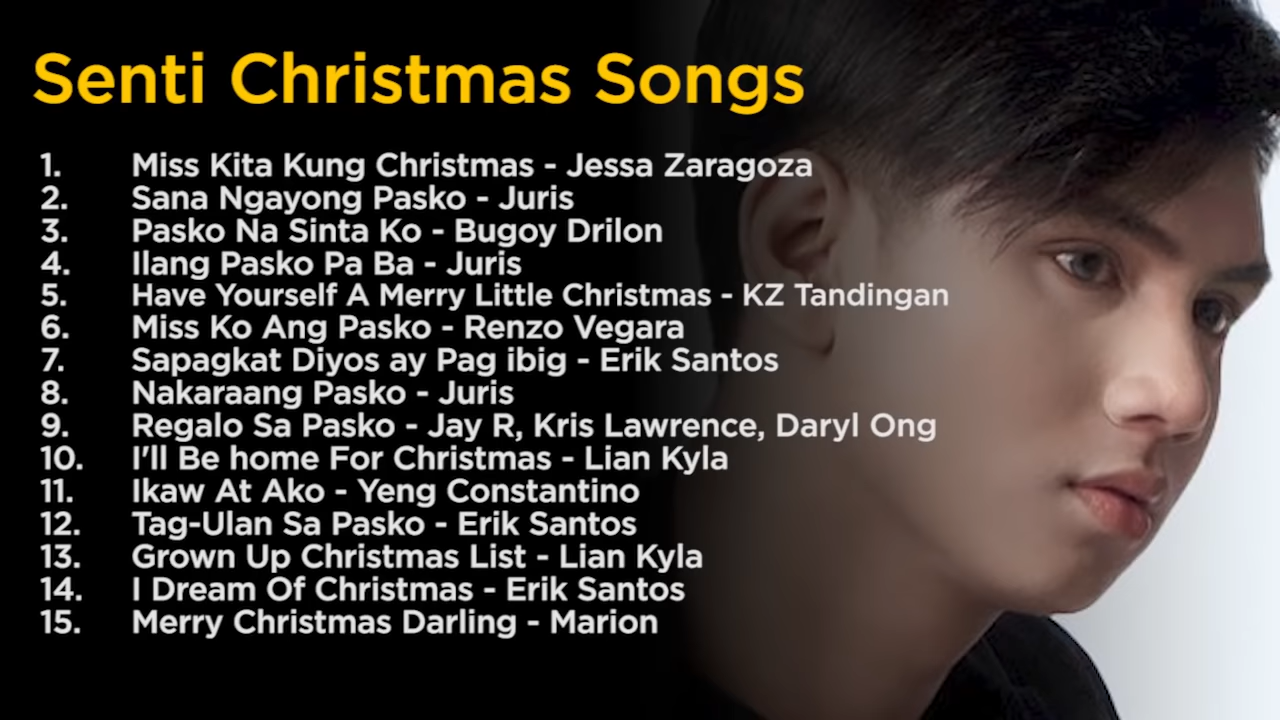 Senti Christmas Songs
1. Miss Kita Kung Christmas - Jessa Zaragoza
2. Sana Ngayong Pasko - Juris
3. Pasko Na Sinta Ko - Bugoy Drilon
4. Ilang Pasko Pa Ba - Juris
5. Have Yourself A Merry Little Christmas - KZ Tandingan
6. Miss Ko Ang Pasko - Renzo Vegara
7. Sapagkat Diyos ay Pag ibig - Erik Santos
8. Nakaraang Pasko - Juris
9. Regalo Sa Pasko - Jay R, Kris Lawrence, Daryl Ong
10. I'll Be home For Christmas - Lian Kyla
11. Ikaw At Ako - Yeng Constantino
12. Tag-Ulan Sa Pasko - Erik Santos
13. Grown Up Christmas List - Lian Kyla
14. I Dream Of Christmas - Erik Santos
15. Merry Christmas Darling - Marion